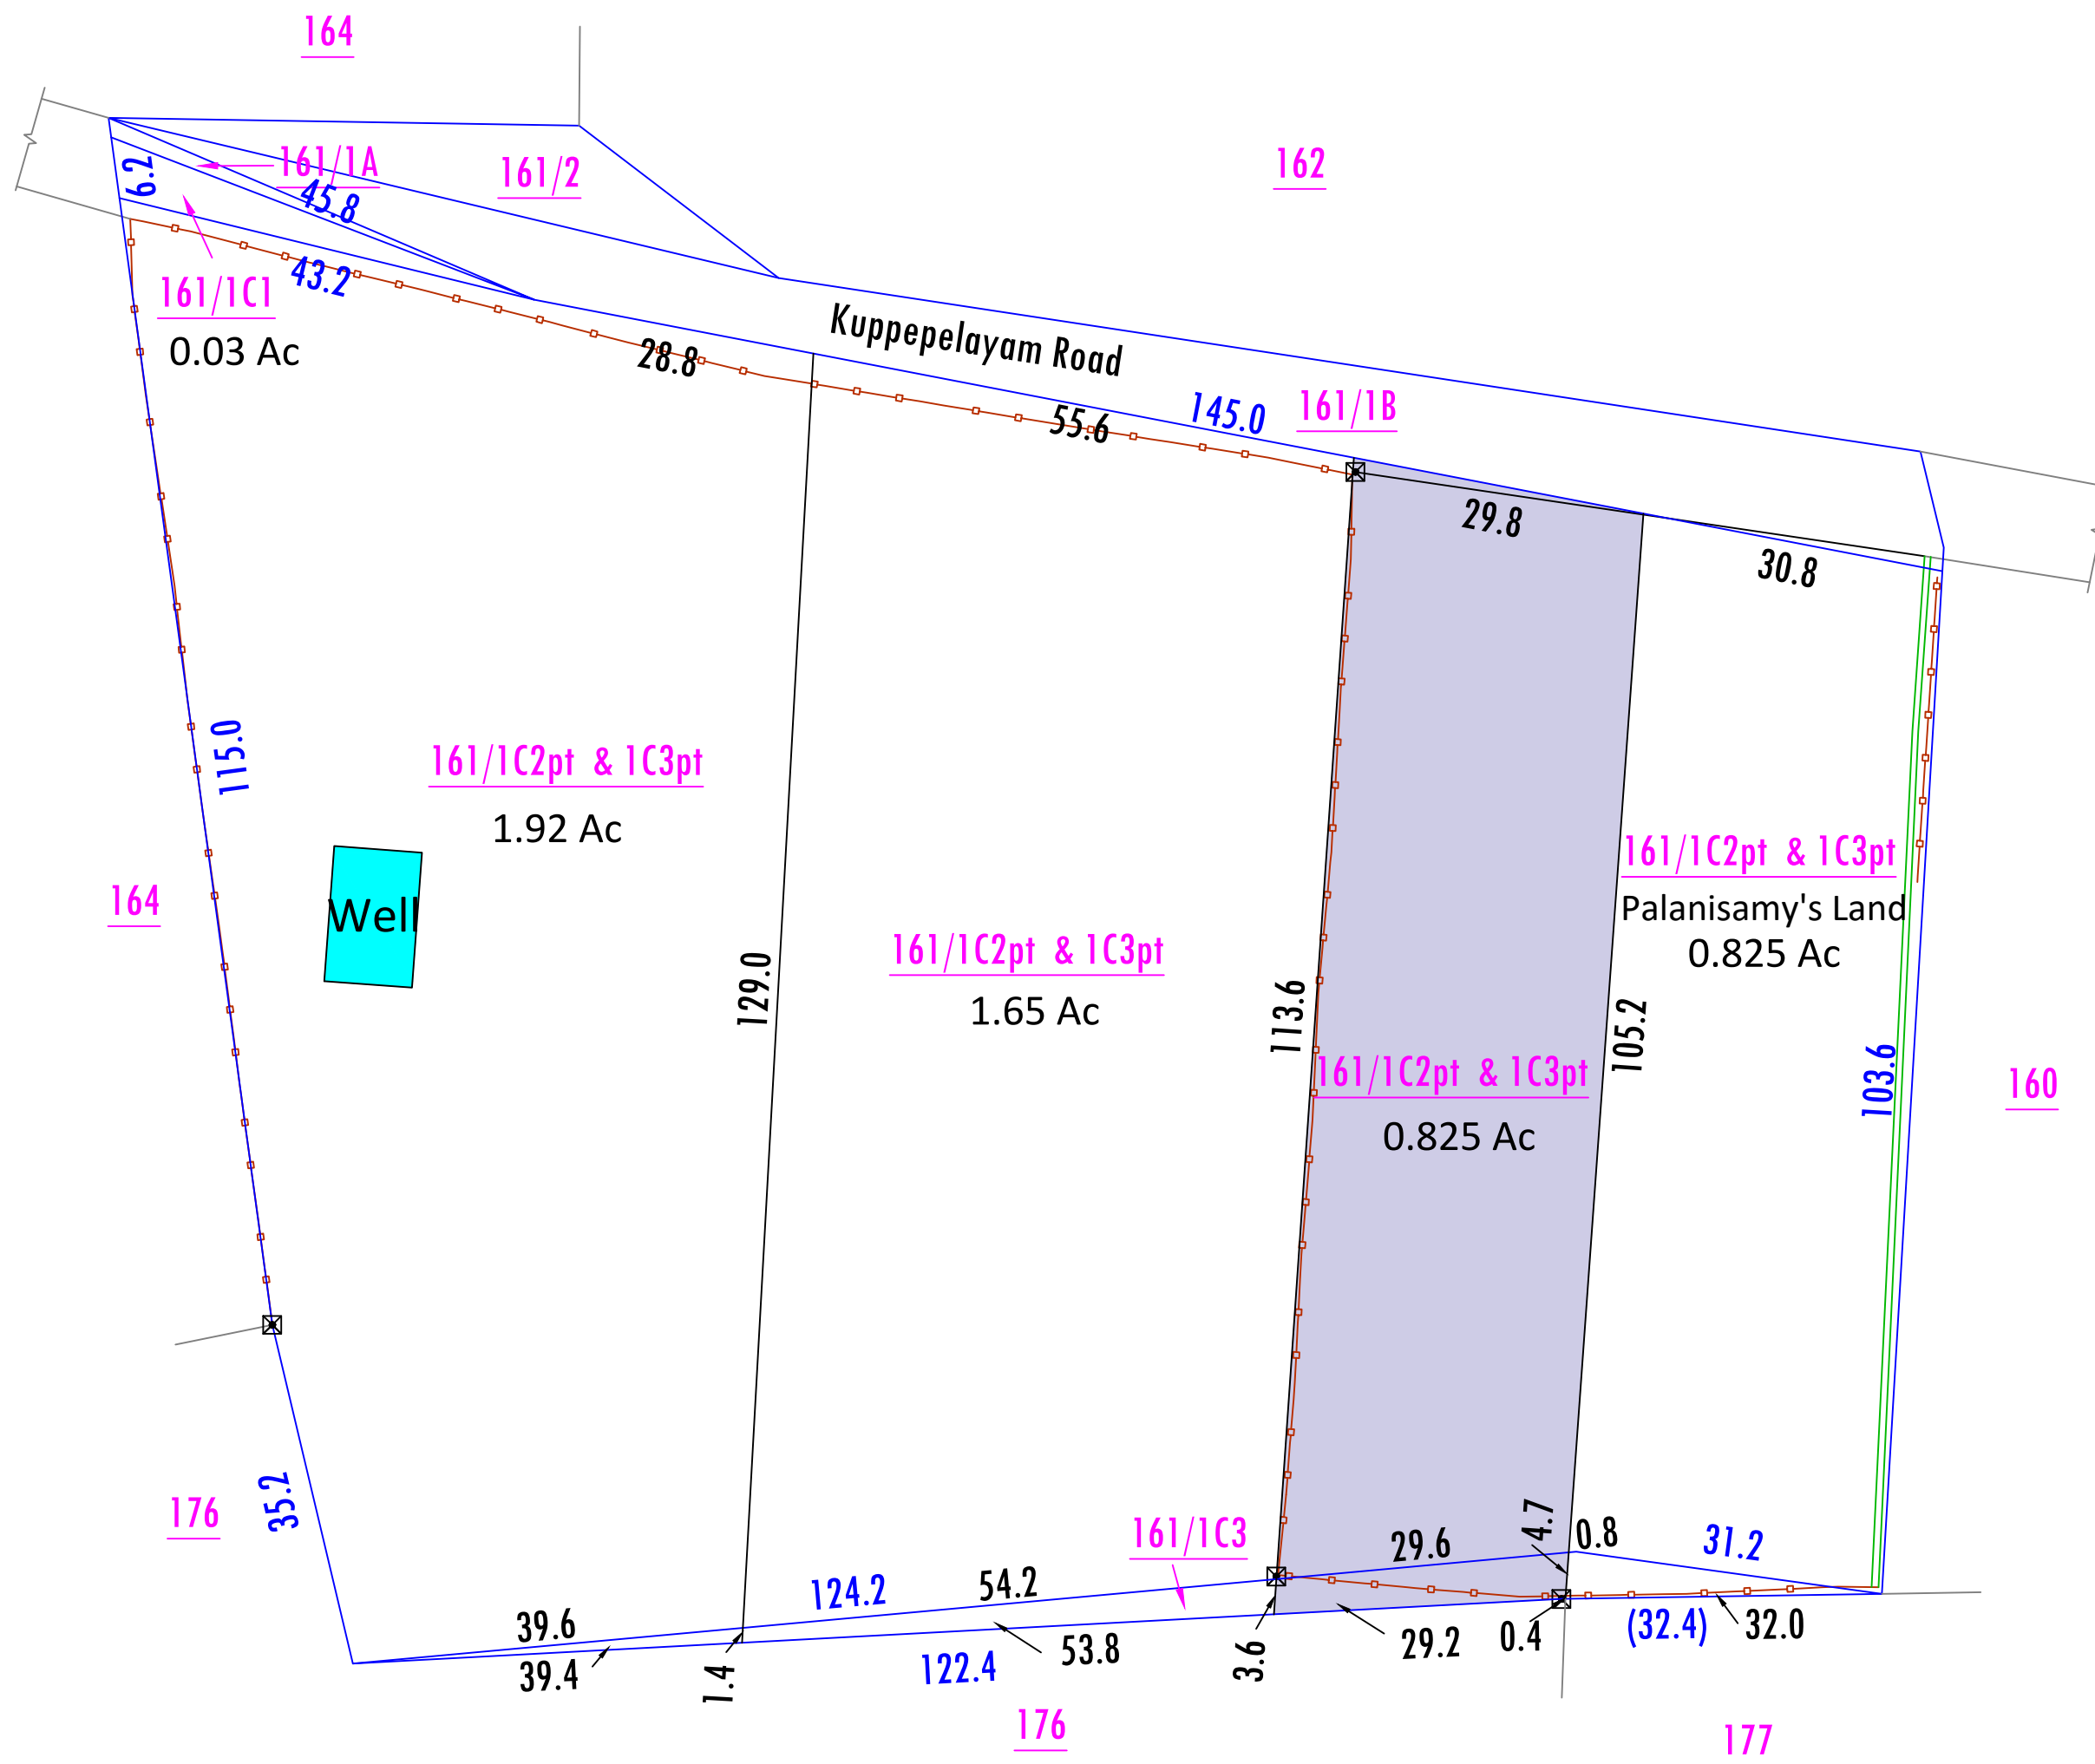 164
161/1A
161/2
162
6.2
45.8
43.2
161/1C1
0.03 Ac
28.8
Kuppepelayam Road
55.6
145.0
161/1B
29.8
30.8
115.0
161/1C2pt & 1C3pt
1.92 Ac
Well
164
129.0
161/1C2pt & 1C3pt
1.65 Ac
113.6
161/1C2pt & 1C3pt
0.825 Ac
105.2
161/1C2pt & 1C3pt
Palanisamy's Land
0.825 Ac
103.6
160
35.2
176
161/1C3
29.6
4.7
0.8
31.2
39.6
124.2
54.2
39.4
1.4
122.4
53.8
3.6
29.2
0.4
(32.4)
32.0
176
177